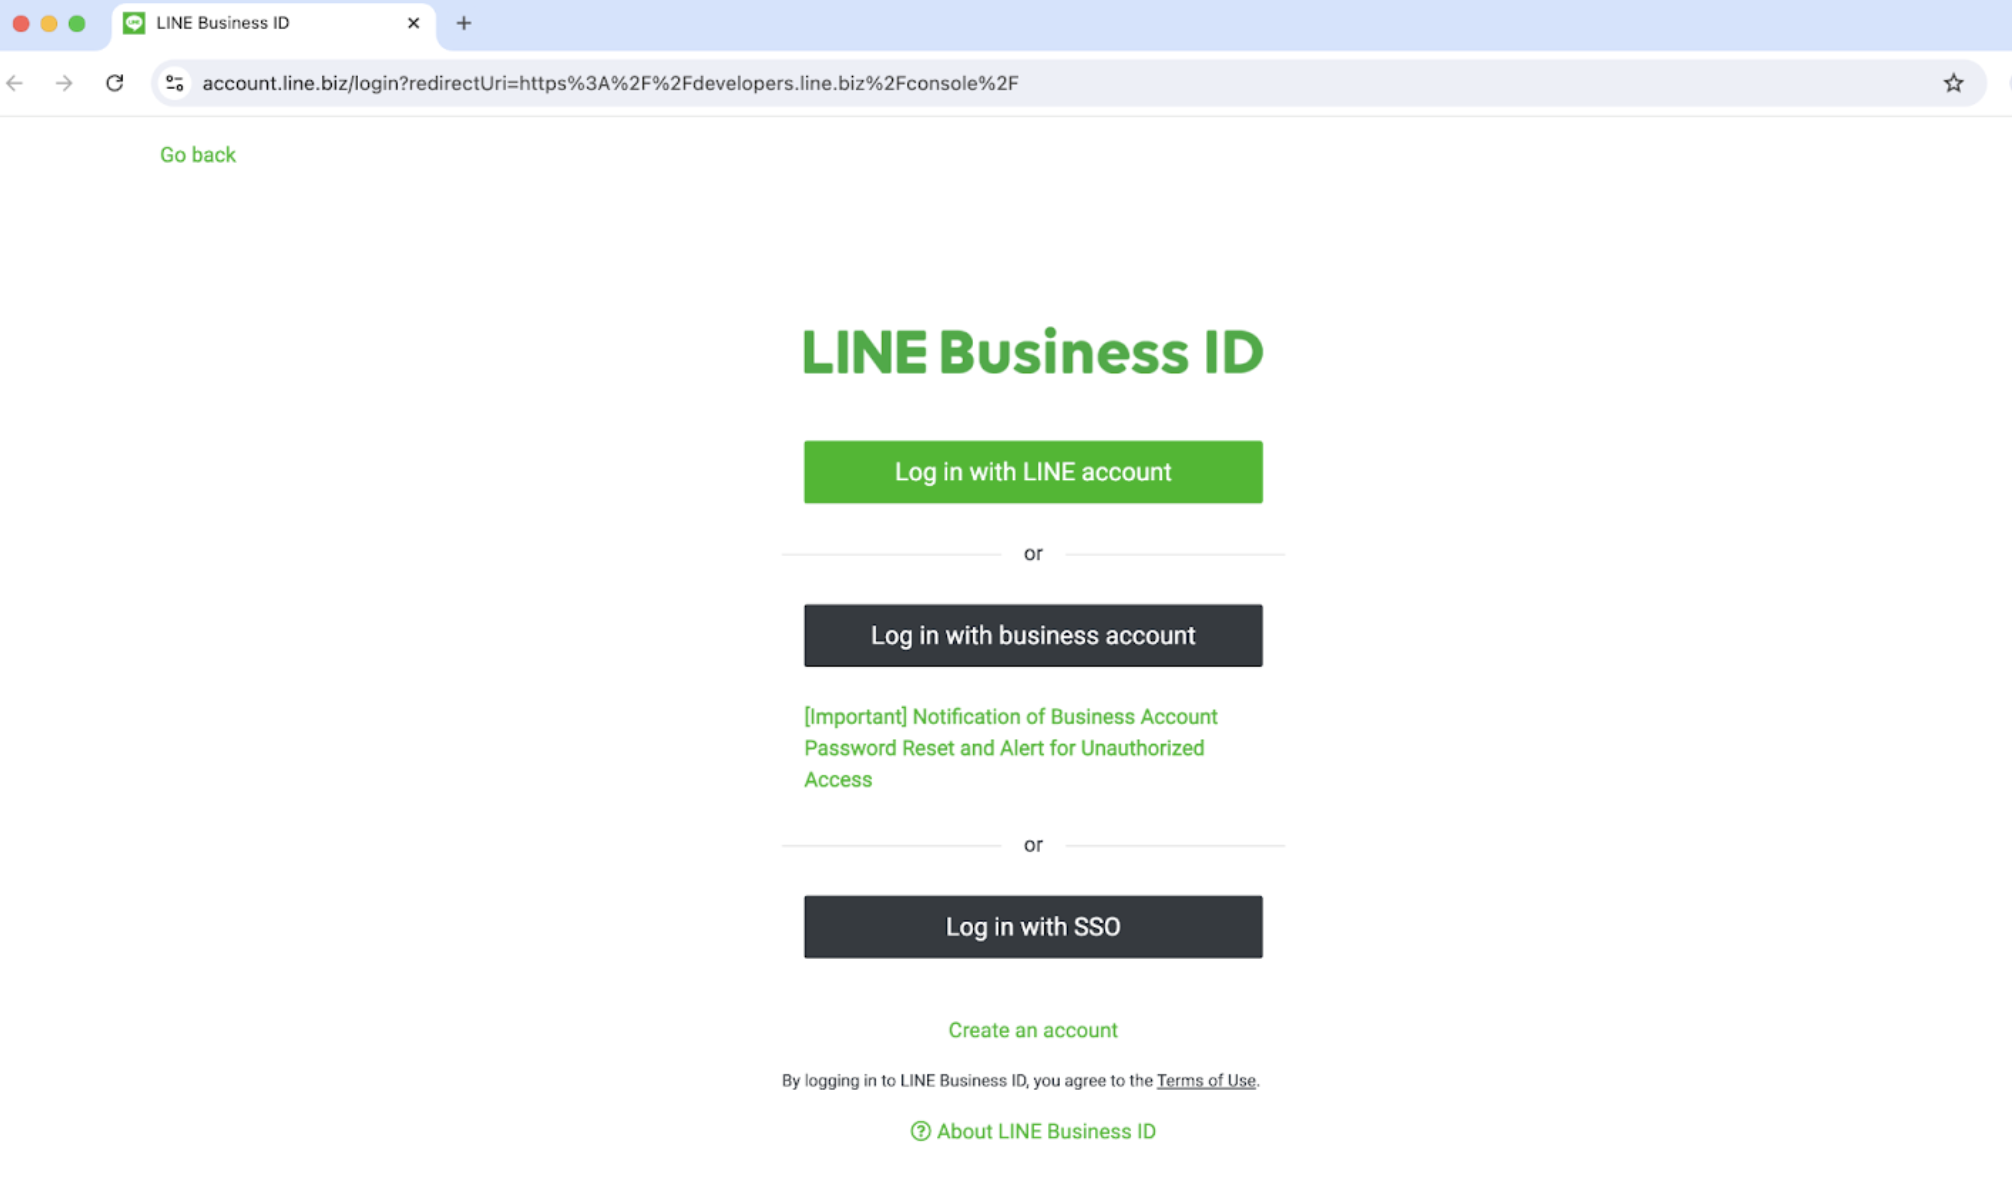 LINE Business ID
account.line.biz/login?redirectUri=https%3A%2F%2Fdevelopers.line.biz%2Fconsole%2F
Go back
LINE Business ID
Log in with LINE account
or
Log in with business account
[Important] Notification of Business Account
Password Reset and Alert for Unauthorized
Access
or
Log in with SSO
Create an account
By logging in to LINE Business ID, you agree to the Terms of Use.
About LINE Business ID